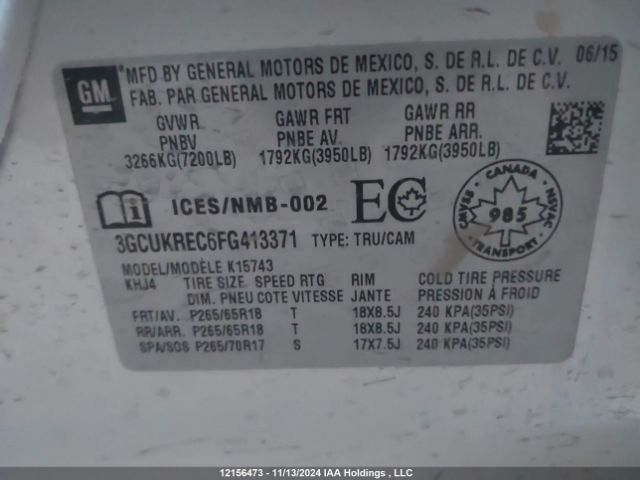 GM
*MFD BY GENERAL MOTORS DE MEXICO, S. DE R.L. DE C.V. 06/15
FAB. PAR GENERAL MOTORS DE MEXICO, S. DE R.L. DE C.V.
GVWR GAWR FRT GAWR RR
PNBV PNBE AV. PNBE ARR.
3266KG(7200LB) 1792KG(3950LB) 1792KG(3950LB)
ICES/NMB-002 EC
CANADA CMVSS 985 NSVAC TRANSPORT
3GCUKREC6FG413371 TYPE: TRU/CAM
MODEL/MODÈLE K15743
KHJ4 TIRE SIZE SPEED RTG RIM COLD TIRE PRESSURE
DIM. PNEU COTE VITESSE JANTE PRESSION À FROID
FRT/AV. P265/65R18 T 18X8.5J 240 KPA(35PSI)
RR/ARR. P265/65R18 T 18X8.5J 240 KPA(35PSI)
SPA/SOS P265/70R17 S 17X7.5J 240 KPA(35PSI)
12156473 - 11/13/2024 IAA Holdings, LLC